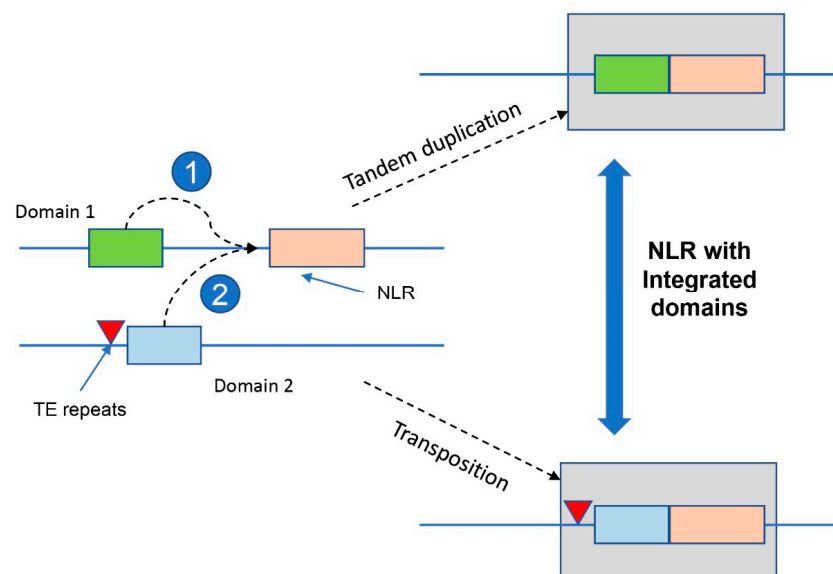 Tandem duplication
1
Domain 1
NLR
2
Domain 2
TE repeats
NLR with
Integrated
domains
Transposition